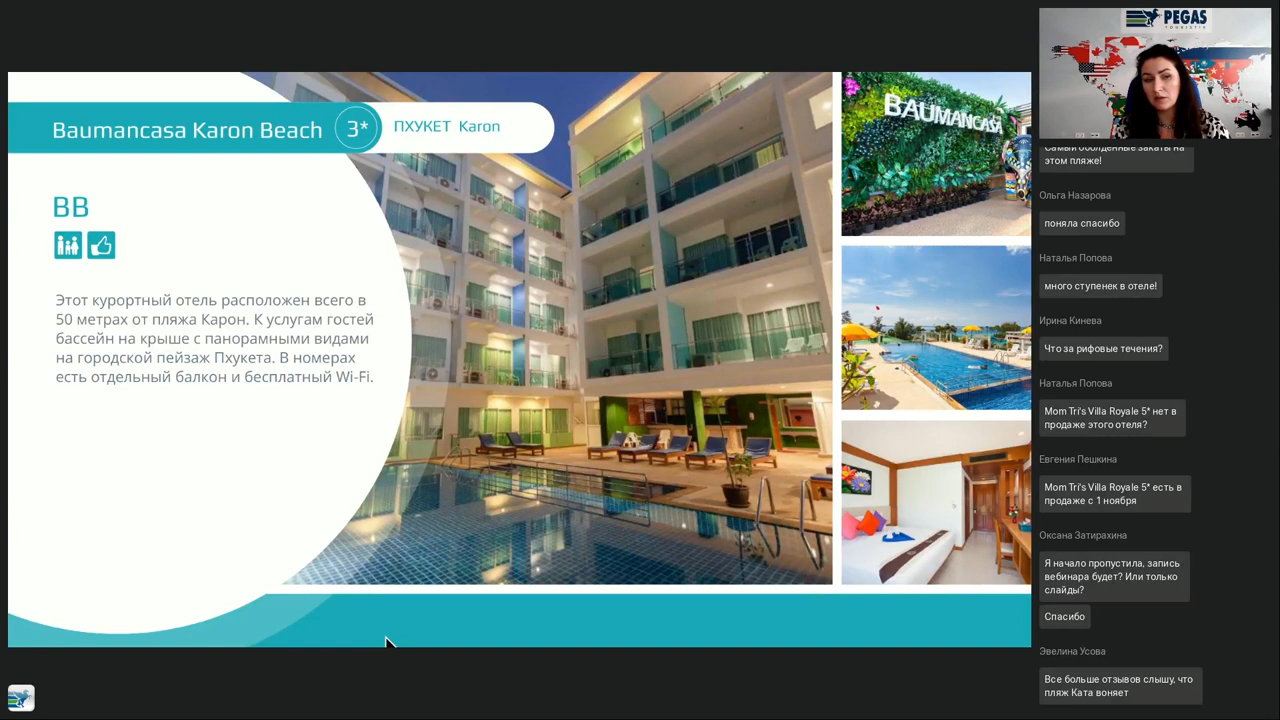 Baumancasa Karon Beach
3*
ПХУКЕТ Karon
BB
Этот курортный отель расположен всего в
50 метрах от пляжа Карон. К услугам гостей
бассейн на крыше с панорамными видами
на городской пейзаж Пхукета. В номерах
есть отдельный балкон и бесплатный Wi-Fi.
BAUMANCASA
PEGAS
TOURISTIK
Самый оболденные закаты на
этом пляже!
Ольга Назарова
поняла спасибо
Наталья Попова
много ступенек в отеле!
Ирина Кинева
Что за рифовые течения?
Наталья Попова
Mom Tri's Villa Royale 5* нет в
продаже этого отеля?
Евгения Пешкина
Mom Tri's Villa Royale 5* есть в
продаже с 1 ноября
Оксана Затирахина
Я начало пропустила, запись
вебинара будет? Или только
слайды?
Спасибо
Эвелина Усова
Все больше отзывов слышу, что
пляж Ката воняет